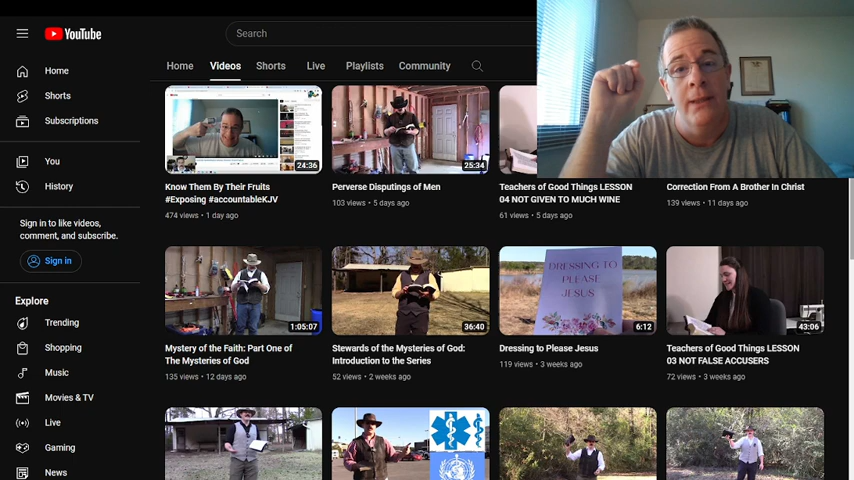 YouTube
Search
Home
Videos
Shorts
Live
Playlists
Community
Home
Shorts
Subscriptions
You
History
Sign in to like videos,
comment, and subscribe.
Sign in
Explore
Trending
Shopping
Music
Movies & TV
Live
Gaming
News
24:36
Know Them By Their Fruits
#Exposing #accountableKJV
474 views • 1 day ago
25:34
Perverse Disputings of Men
103 views • 5 days ago
Teachers of Good Things LESSON
04 NOT GIVEN TO MUCH WINE
61 views • 5 days ago
Correction From A Brother In Christ
139 views • 11 days ago
1:05:07
Mystery of the Faith: Part One of
The Mysteries of God
135 views • 12 days ago
36:40
Stewards of the Mysteries of God:
Introduction to the Series
52 views • 2 weeks ago
DRESSING TO
PLEASE
JESUS
6:12
Dressing to Please Jesus
119 views • 3 weeks ago
43:06
Teachers of Good Things LESSON
03 NOT FALSE ACCUSERS
72 views • 3 weeks ago